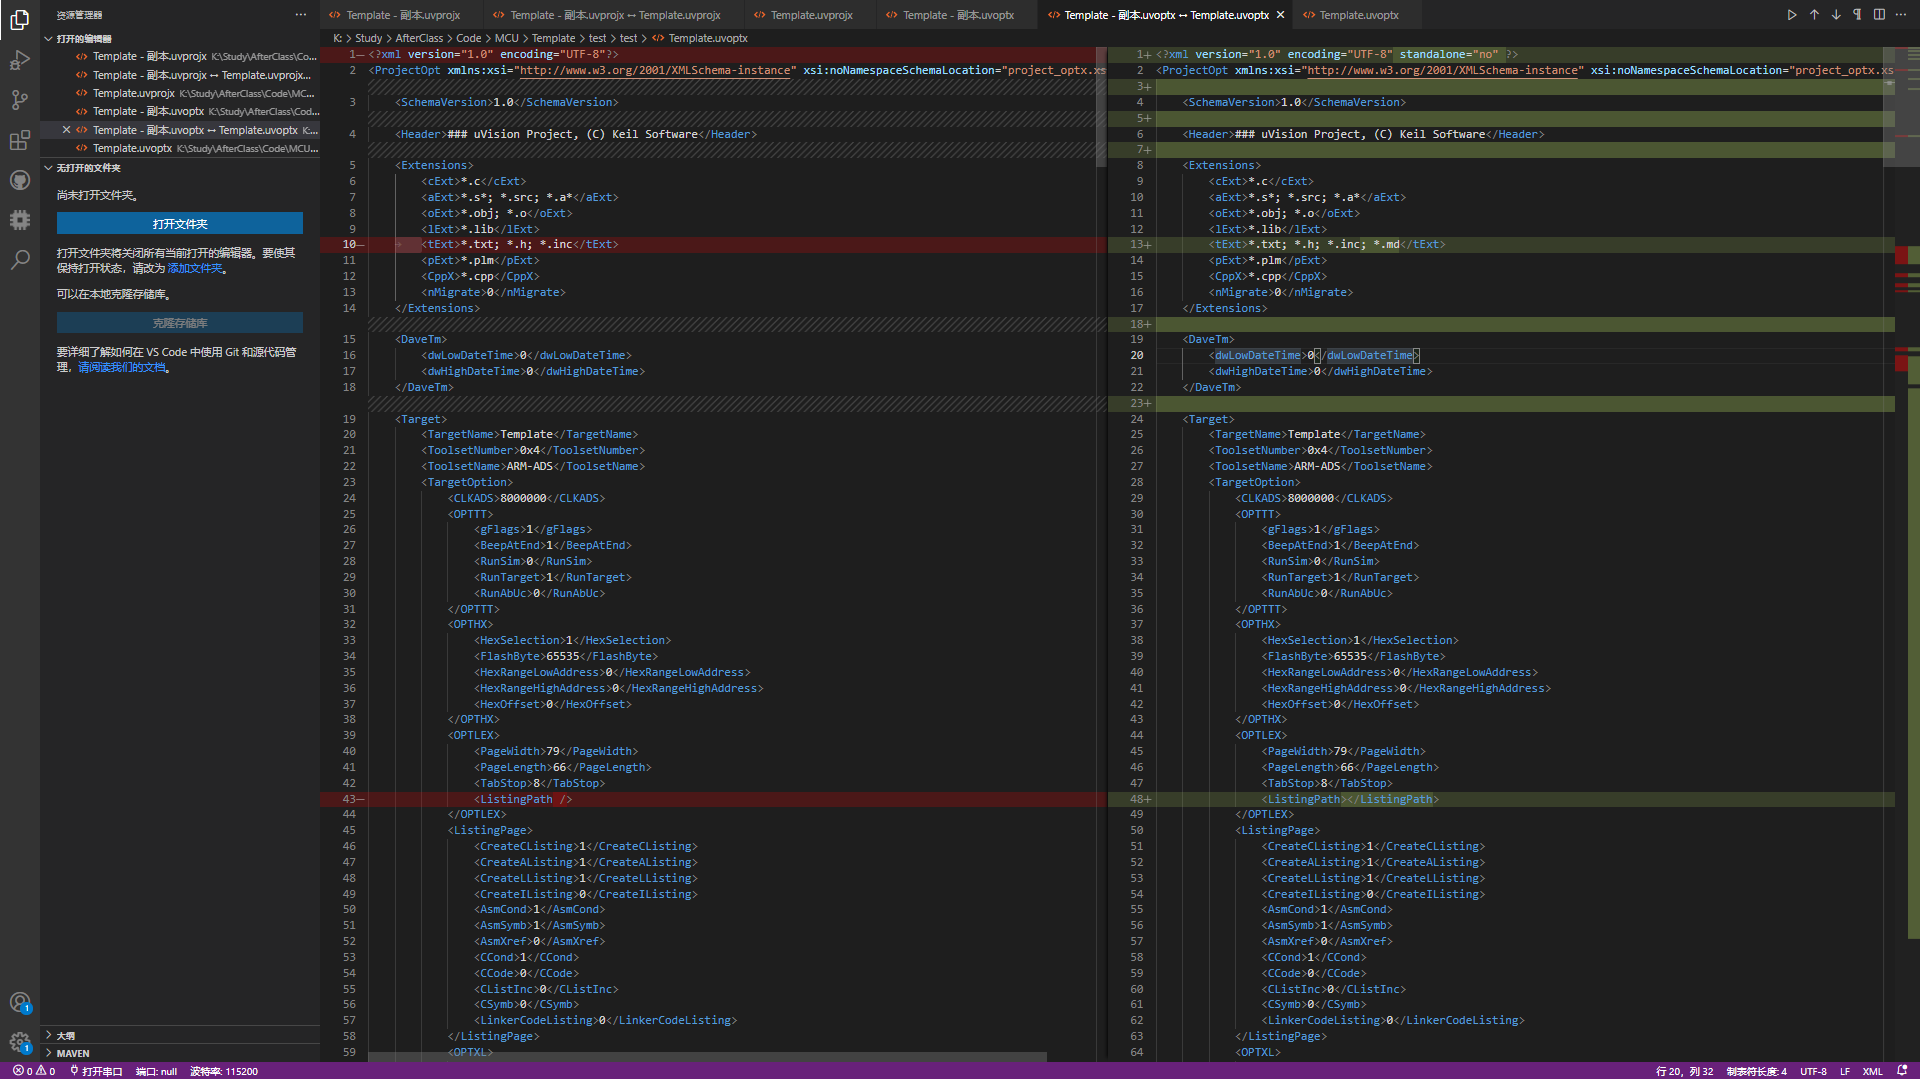 资源管理器
打开的编辑器
Template - 副本.uvprojx K:\Study\AfterClass\Co...
Template - 副本.uvprojx ↔ Template.uvprojx...
Template.uvprojx K:\Study\AfterClass\Code\MC...
Template - 副本.uvoptx K:\Study\AfterClass\Cod...
Template - 副本.uvoptx ↔ Template.uvoptx K:...
Template.uvoptx K:\Study\AfterClass\Code\MCU...
无打开的文件夹
尚未打开文件夹。
打开文件夹
打开文件夹将关闭所有当前打开的编辑器。要使其
保持打开状态，请改为 添加文件夹。
可以在本地克隆存储库。
克隆存储库
要详细了解如何在 VS Code 中使用 Git 和源代码管
理，请阅读我们的文档。
大纲
MAVEN
Template - 副本.uvprojx
Template - 副本.uvprojx ↔ Template.uvprojx
Template.uvprojx
Template - 副本.uvoptx
Template - 副本.uvoptx ↔ Template.uvoptx
Template.uvoptx
K: > Study > AfterClass > Code > MCU > Template > test > test > Template.uvoptx
1— <?xml version="1.0" encoding="UTF-8"?>
2 <ProjectOpt xmlns:xsi="http://www.w3.org/2001/XMLSchema-instance" xsi:noNamespaceSchemaLocation="project_optx.xs
3 <SchemaVersion>1.0</SchemaVersion>
4 <Header>### uVision Project, (C) Keil Software</Header>
5 <Extensions>
6 <cExt>*.c</cExt>
7 <aExt>*.s*; *.src; *.a*</aExt>
8 <oExt>*.obj; *.o</oExt>
9 <lExt>*.lib</lExt>
10— <tExt>*.txt; *.h; *.inc</tExt>
11 <pExt>*.plm</pExt>
12 <CppX>*.cpp</CppX>
13 <nMigrate>0</nMigrate>
14 </Extensions>
15 <DaveTm>
16 <dwLowDateTime>0</dwLowDateTime>
17 <dwHighDateTime>0</dwHighDateTime>
18 </DaveTm>
19 <Target>
20 <TargetName>Template</TargetName>
21 <ToolsetNumber>0x4</ToolsetNumber>
22 <ToolsetName>ARM-ADS</ToolsetName>
23 <TargetOption>
24 <CLKADS>8000000</CLKADS>
25 <OPTTT>
26 <gFlags>1</gFlags>
27 <BeepAtEnd>1</BeepAtEnd>
28 <RunSim>0</RunSim>
29 <RunTarget>1</RunTarget>
30 <RunAbUc>0</RunAbUc>
31 </OPTTT>
32 <OPTHX>
33 <HexSelection>1</HexSelection>
34 <FlashByte>65535</FlashByte>
35 <HexRangeLowAddress>0</HexRangeLowAddress>
36 <HexRangeHighAddress>0</HexRangeHighAddress>
37 <HexOffset>0</HexOffset>
38 </OPTHX>
39 <OPTLEX>
40 <PageWidth>79</PageWidth>
41 <PageLength>66</PageLength>
42 <TabStop>8</TabStop>
43— <ListingPath />
44 </OPTLEX>
45 <ListingPage>
46 <CreateCListing>1</CreateCListing>
47 <CreateAListing>1</CreateAListing>
48 <CreateLListing>1</CreateLListing>
49 <CreateIListing>0</CreateIListing>
50 <AsmCond>1</AsmCond>
51 <AsmSymb>1</AsmSymb>
52 <AsmXref>0</AsmXref>
53 <CCond>1</CCond>
54 <CCode>0</CCode>
55 <CListInc>0</CListInc>
56 <CSymb>0</CSymb>
57 <LinkerCodeListing>0</LinkerCodeListing>
58 </ListingPage>
59 <OPTXL>
1+ <?xml version="1.0" encoding="UTF-8" standalone="no" ?>
2 <ProjectOpt xmlns:xsi="http://www.w3.org/2001/XMLSchema-instance" xsi:noNamespaceSchemaLocation="project_optx.xs
3+
4 <SchemaVersion>1.0</SchemaVersion>
5+
6 <Header>### uVision Project, (C) Keil Software</Header>
7+
8 <Extensions>
9 <cExt>*.c</cExt>
10 <aExt>*.s*; *.src; *.a*</aExt>
11 <oExt>*.obj; *.o</oExt>
12 <lExt>*.lib</lExt>
13+ <tExt>*.txt; *.h; *.inc; *.md</tExt>
14 <pExt>*.plm</pExt>
15 <CppX>*.cpp</CppX>
16 <nMigrate>0</nMigrate>
17 </Extensions>
18+
19 <DaveTm>
20 <dwLowDateTime>0</dwLowDateTime>
21 <dwHighDateTime>0</dwHighDateTime>
22 </DaveTm>
23+
24 <Target>
25 <TargetName>Template</TargetName>
26 <ToolsetNumber>0x4</ToolsetNumber>
27 <ToolsetName>ARM-ADS</ToolsetName>
28 <TargetOption>
29 <CLKADS>8000000</CLKADS>
30 <OPTTT>
31 <gFlags>1</gFlags>
32 <BeepAtEnd>1</BeepAtEnd>
33 <RunSim>0</RunSim>
34 <RunTarget>1</RunTarget>
35 <RunAbUc>0</RunAbUc>
36 </OPTTT>
37 <OPTHX>
38 <HexSelection>1</HexSelection>
39 <FlashByte>65535</FlashByte>
40 <HexRangeLowAddress>0</HexRangeLowAddress>
41 <HexRangeHighAddress>0</HexRangeHighAddress>
42 <HexOffset>0</HexOffset>
43 </OPTHX>
44 <OPTLEX>
45 <PageWidth>79</PageWidth>
46 <PageLength>66</PageLength>
47 <TabStop>8</TabStop>
48+ <ListingPath></ListingPath>
49 </OPTLEX>
50 <ListingPage>
51 <CreateCListing>1</CreateCListing>
52 <CreateAListing>1</CreateAListing>
53 <CreateLListing>1</CreateLListing>
54 <CreateIListing>0</CreateIListing>
55 <AsmCond>1</AsmCond>
56 <AsmSymb>1</AsmSymb>
57 <AsmXref>0</AsmXref>
58 <CCond>1</CCond>
59 <CCode>0</CCode>
60 <CListInc>0</CListInc>
61 <CSymb>0</CSymb>
62 <LinkerCodeListing>0</LinkerCodeListing>
63 </ListingPage>
64 <OPTXL>
1
1
0 0 打开串口 端口: null 波特率: 115200
行 20，列 32 制表符长度: 4 UTF-8 LF XML